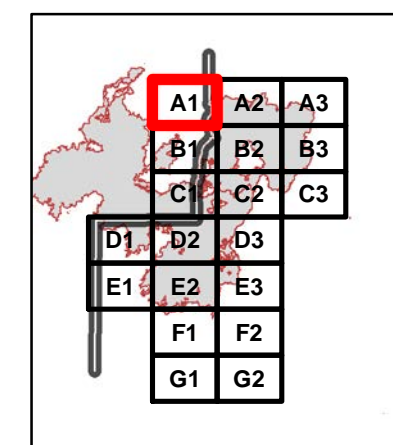 A1 A2 A3
B1 B2 B3
C1 C2 C3
D1 D2 D3
E1 E2 E3
F1 F2
G1 G2